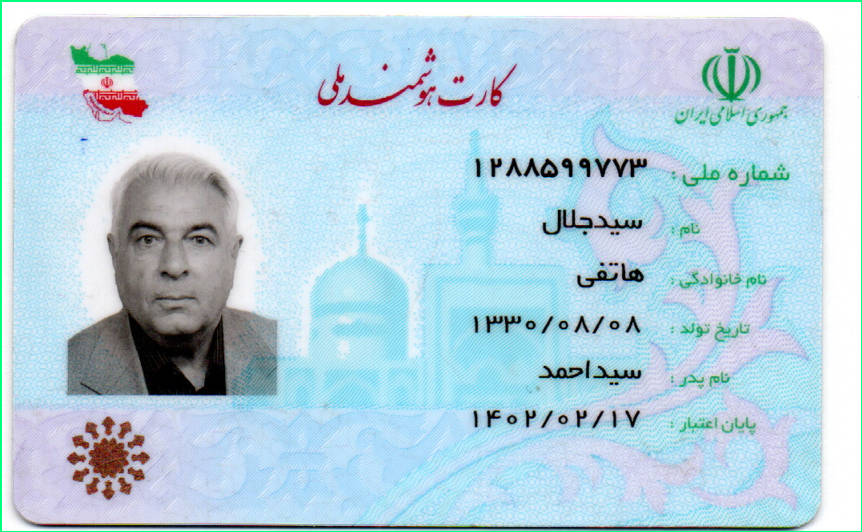 کارت هوشمند ملی
جمهوری اسلامی ایران
شماره ملی : ۱۲۸۸۵۹۹۷۷۳
نام : سیدجلال
نام خانوادگی : هاتفی
تاریخ تولد : ۱۳۳۰/۰۸/۰۸
نام پدر : سیداحمد
پایان اعتبار : ۱۴۰۲/۰۲/۱۷